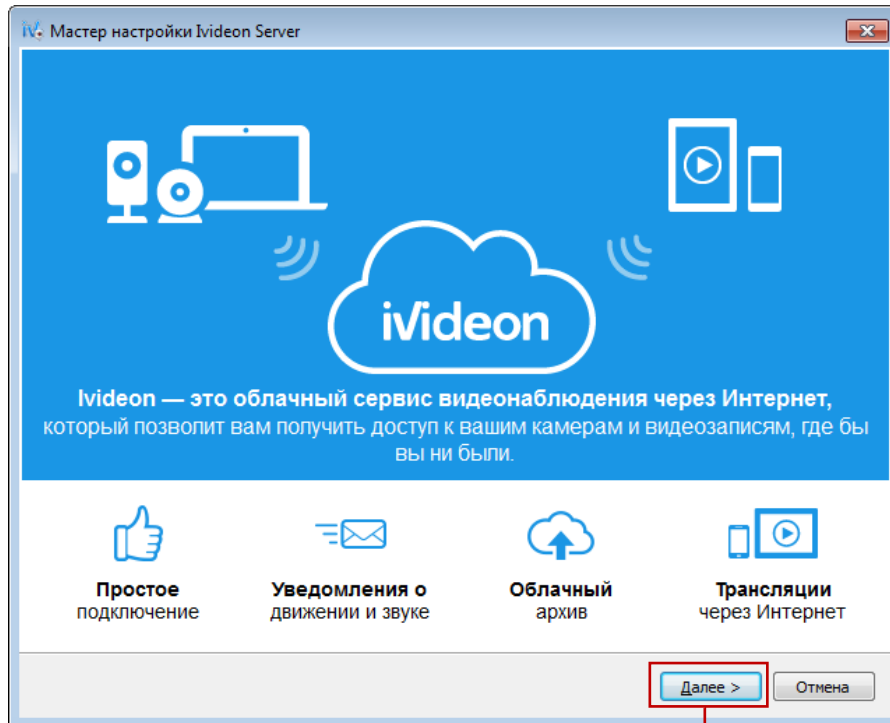 Мастер настройки Ivideon Server
iVideon
Ivideon — это облачный сервис видеонаблюдения через Интернет,
который позволит вам получить доступ к вашим камерам и видеозаписям, где бы
вы ни были.
Простое
подключение
Уведомления о
движении и звуке
Облачный
архив
Трансляции
через Интернет
Далее >
Отмена